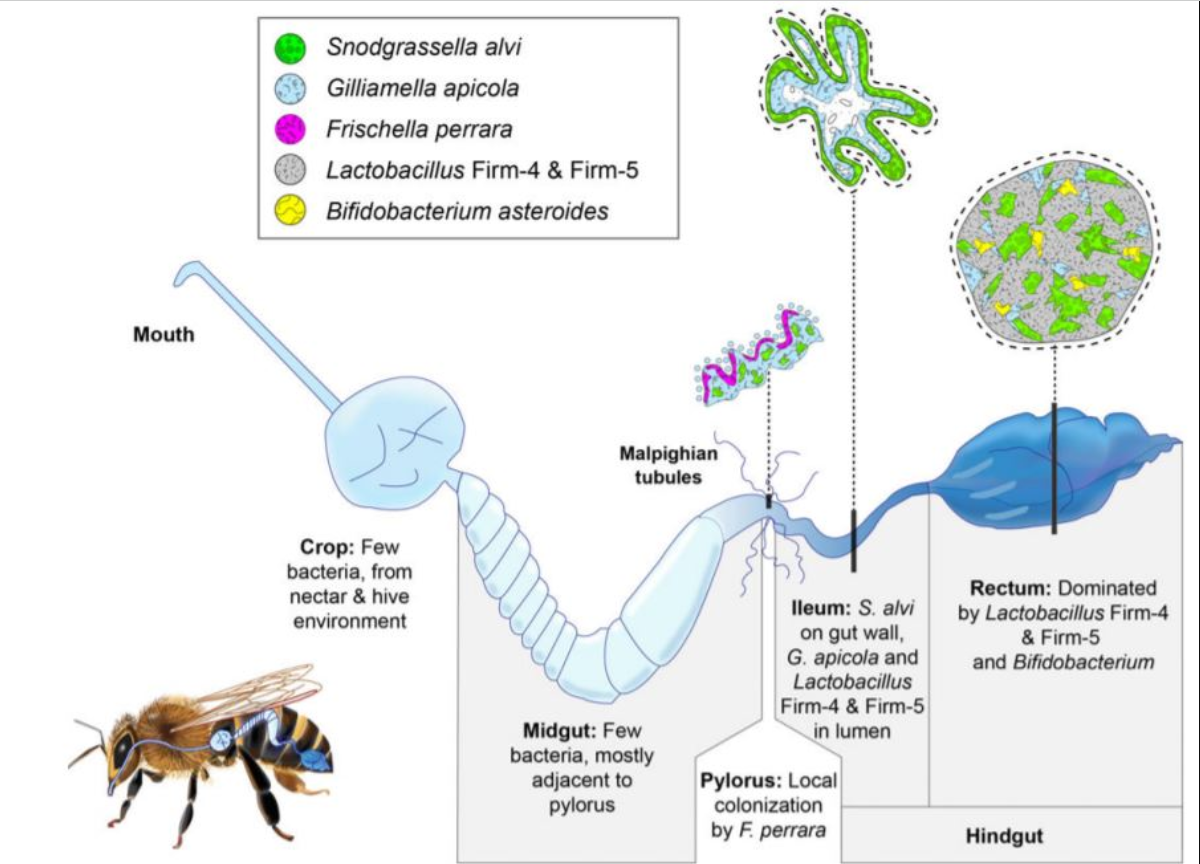 Snodgrassella alvi
Gilliamella apicola
Frischella perrara
Lactobacillus Firm-4 & Firm-5
Bifidobacterium asteroides
Mouth
Malpighian
tubules
Crop: Few
bacteria, from
nectar & hive
environment
Midgut: Few
bacteria, mostly
adjacent to
pylorus
Pylorus: Local
colonization
by F. perrara
Ileum: S. alvi
on gut wall,
G. apicola and
Lactobacillus
Firm-4 & Firm-5
in lumen
Rectum: Dominated
by Lactobacillus Firm-4
& Firm-5
and Bifidobacterium
Hindgut